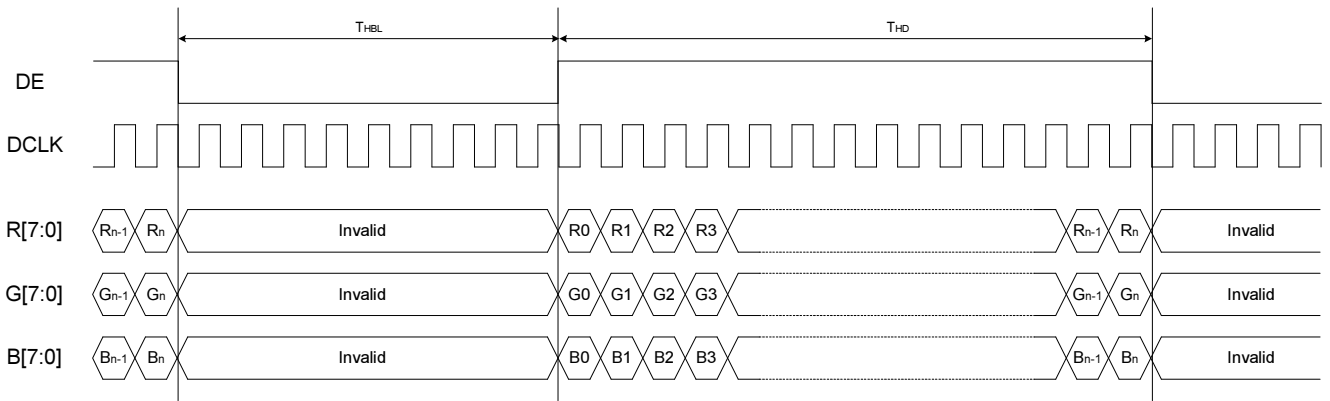 THBL THD
DE
DCLK
R[7:0] Rn-1 Rn Invalid R0 R1 R2 R3 Rn-1 Rn Invalid
G[7:0] Gn-1 Gn Invalid G0 G1 G2 G3 Gn-1 Gn Invalid
B[7:0] Bn-1 Bn Invalid B0 B1 B2 B3 Bn-1 Bn Invalid